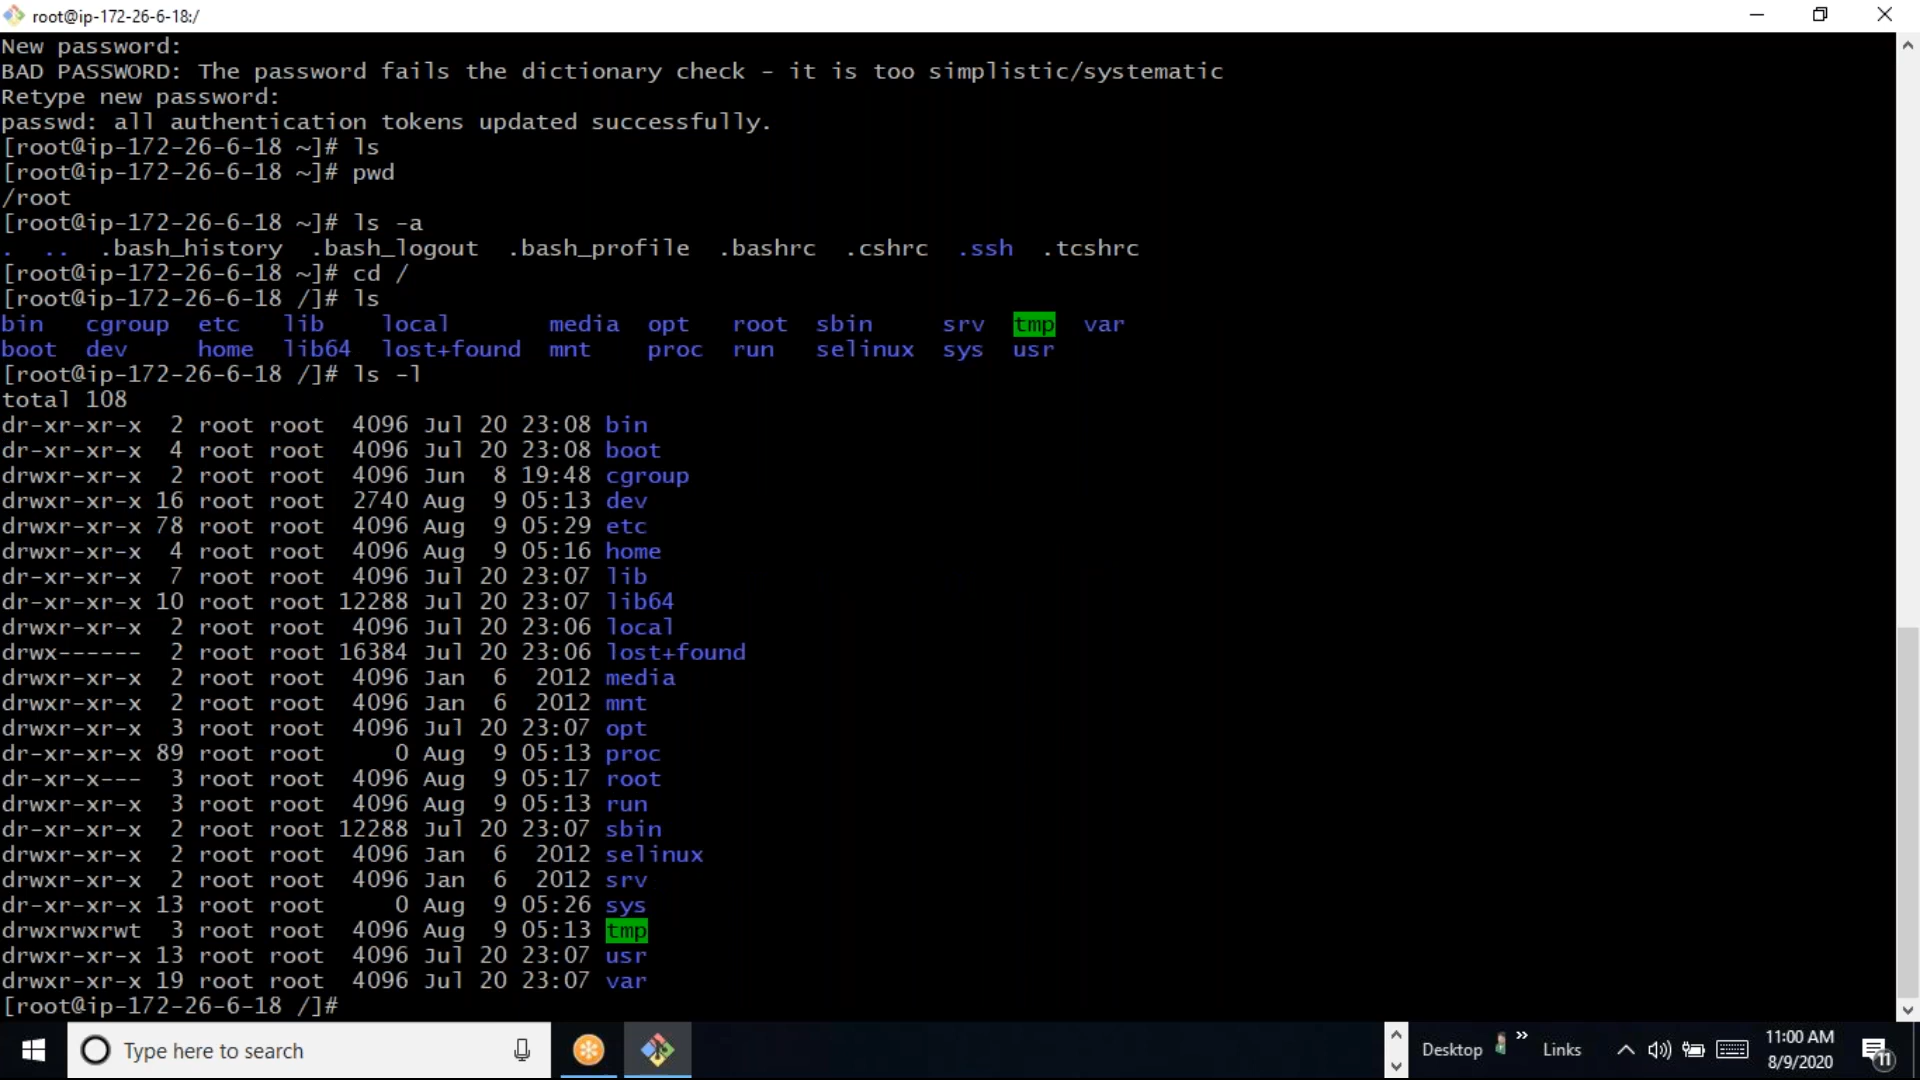 root@ip-172-26-6-18:/
New password:
BAD PASSWORD: The password fails the dictionary check - it is too simplistic/systematic
Retype new password:
passwd: all authentication tokens updated successfully.
[root@ip-172-26-6-18 ~]# ls
[root@ip-172-26-6-18 ~]# pwd
/root
[root@ip-172-26-6-18 ~]# ls -a
.  ..  .bash_history  .bash_logout  .bash_profile  .bashrc  .cshrc  .ssh  .tcshrc
[root@ip-172-26-6-18 ~]# cd /
[root@ip-172-26-6-18 /]# ls
bin   cgroup  etc   lib    local       media  opt   root  sbin     srv  tmp  var
boot  dev     home  lib64  lost+found  mnt    proc  run   selinux  sys  usr
[root@ip-172-26-6-18 /]# ls -l
total 108
dr-xr-xr-x  2 root root  4096 Jul 20 23:08 bin
dr-xr-xr-x  4 root root  4096 Jul 20 23:08 boot
drwxr-xr-x  2 root root  4096 Jun  8 19:48 cgroup
drwxr-xr-x 16 root root  2740 Aug  9 05:13 dev
drwxr-xr-x 78 root root  4096 Aug  9 05:29 etc
drwxr-xr-x  4 root root  4096 Aug  9 05:16 home
dr-xr-xr-x  7 root root  4096 Jul 20 23:07 lib
dr-xr-xr-x 10 root root 12288 Jul 20 23:07 lib64
drwxr-xr-x  2 root root  4096 Jul 20 23:06 local
drwx------  2 root root 16384 Jul 20 23:06 lost+found
drwxr-xr-x  2 root root  4096 Jan  6  2012 media
drwxr-xr-x  2 root root  4096 Jan  6  2012 mnt
drwxr-xr-x  3 root root  4096 Jul 20 23:07 opt
dr-xr-xr-x 89 root root     0 Aug  9 05:13 proc
dr-xr-x---  3 root root  4096 Aug  9 05:17 root
drwxr-xr-x  3 root root  4096 Aug  9 05:13 run
dr-xr-xr-x  2 root root 12288 Jul 20 23:07 sbin
drwxr-xr-x  2 root root  4096 Jan  6  2012 selinux
drwxr-xr-x  2 root root  4096 Jan  6  2012 srv
dr-xr-xr-x 13 root root     0 Aug  9 05:26 sys
drwxrwxrwt  3 root root  4096 Aug  9 05:13 tmp
drwxr-xr-x 13 root root  4096 Jul 20 23:07 usr
drwxr-xr-x 19 root root  4096 Jul 20 23:07 var
[root@ip-172-26-6-18 /]#
Type here to search
Desktop
Links
11:00 AM
8/9/2020
11